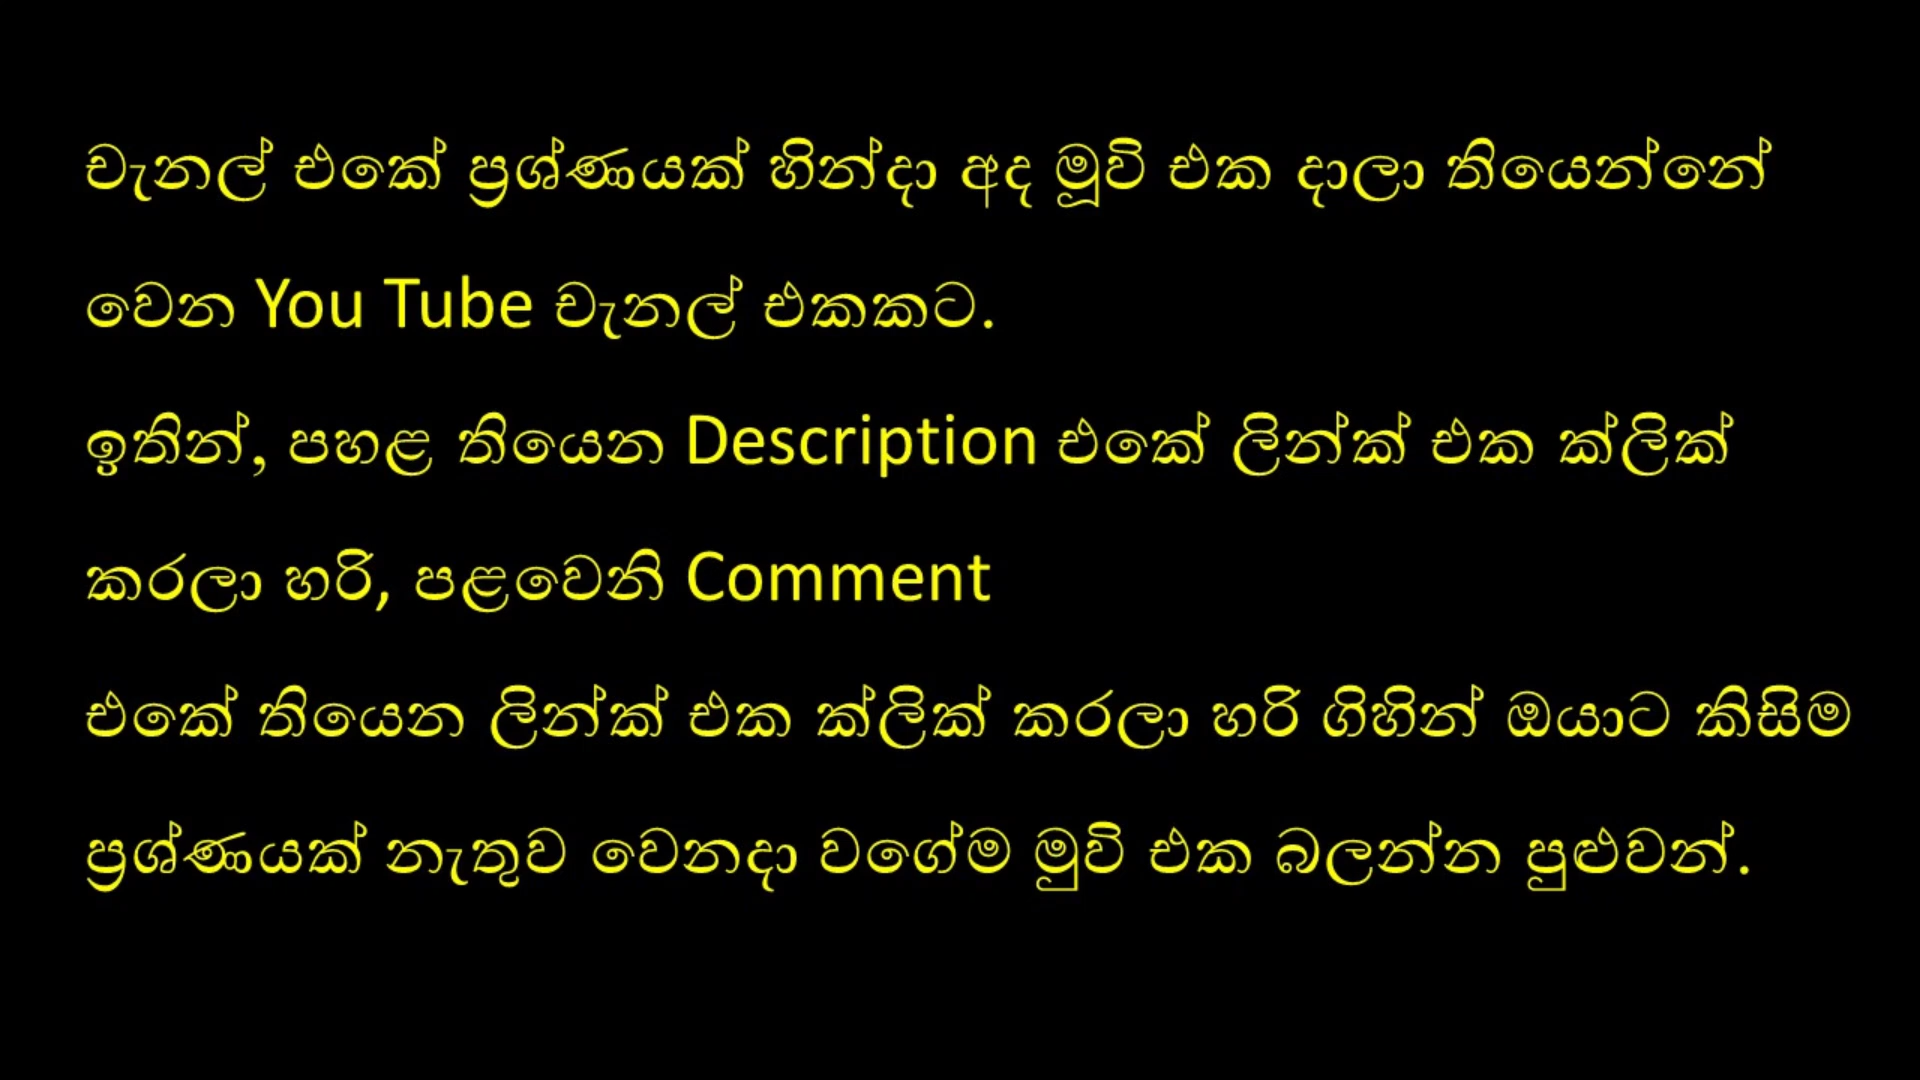 චැනල් එකේ ප්‍රශ්ණයක් හින්දා අද මූවි එක දාලා තියෙන්නේ
වෙන You Tube චැනල් එකකට.
ඉතින්, පහළ තියෙන Description එකේ ලින්ක් එක ක්ලික්
කරලා හරි, පළවෙනි Comment
එකේ තියෙන ලින්ක් එක ක්ලික් කරලා හරි ගිහින් ඔයාට කිසිම
ප්‍රශ්ණයක් නැතුව වෙනදා වගේම මුවි එක බලන්න පුළුවන්.